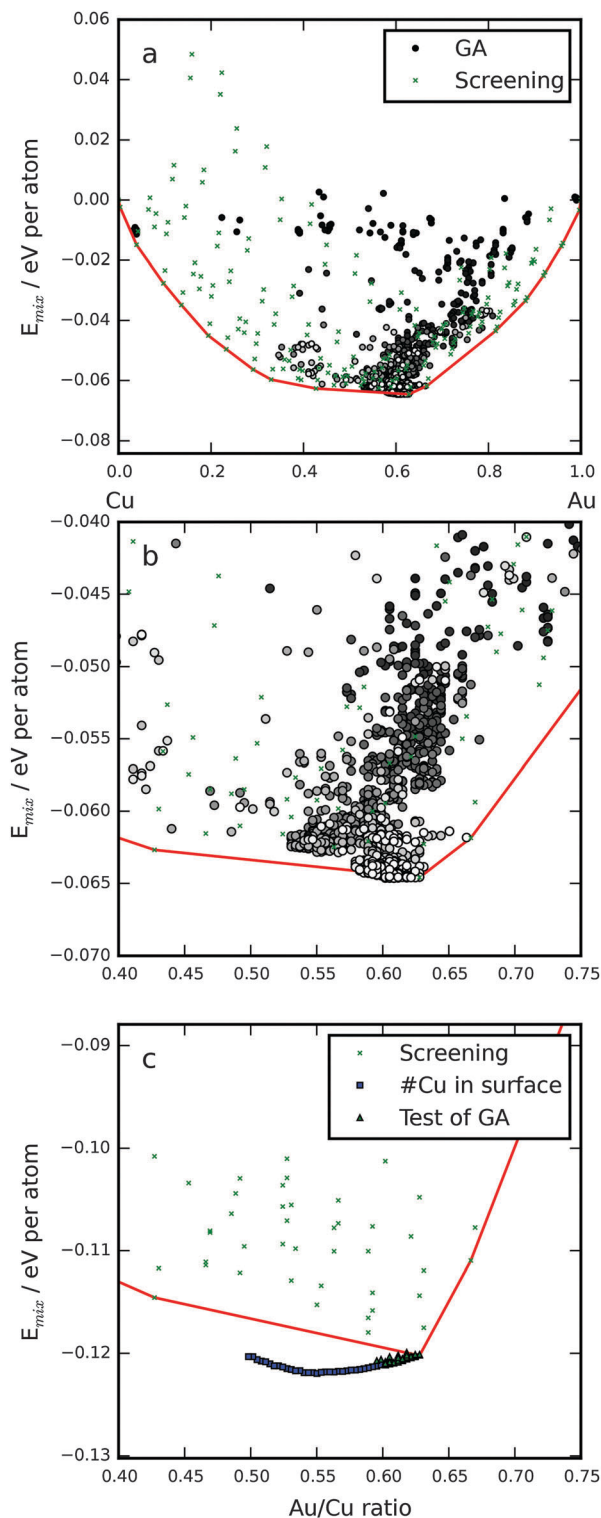 0.06
a
GA
Screening
0.04
0.02
0.00
−0.02
−0.04
−0.06
−0.08
E_mix / eV per atom
0.0 0.2 0.4 0.6 0.8 1.0
Cu Au
−0.040
b
−0.045
−0.050
−0.055
−0.060
−0.065
−0.070
E_mix / eV per atom
0.40 0.45 0.50 0.55 0.60 0.65 0.70 0.75
c
Screening
#Cu in surface
Test of GA
−0.09
−0.10
−0.11
−0.12
−0.13
E_mix / eV per atom
0.40 0.45 0.50 0.55 0.60 0.65 0.70 0.75
Au/Cu ratio